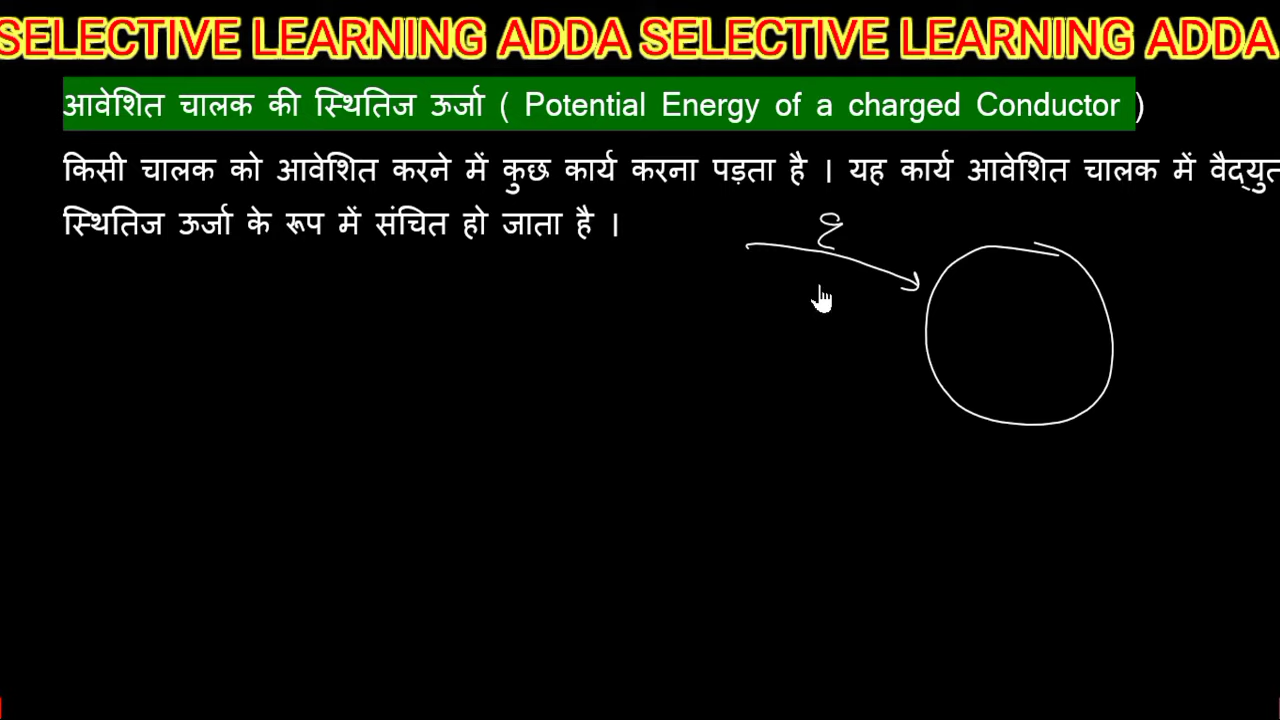 SELECTIVE LEARNING ADDA SELECTIVE LEARNING ADDA
आवेशित चालक की स्थितिज ऊर्जा ( Potential Energy of a charged Conductor )
किसी चालक को आवेशित करने में कुछ कार्य करना पड़ता है । यह कार्य आवेशित चालक में वैद्युत
स्थितिज ऊर्जा के रूप में संचित हो जाता है ।